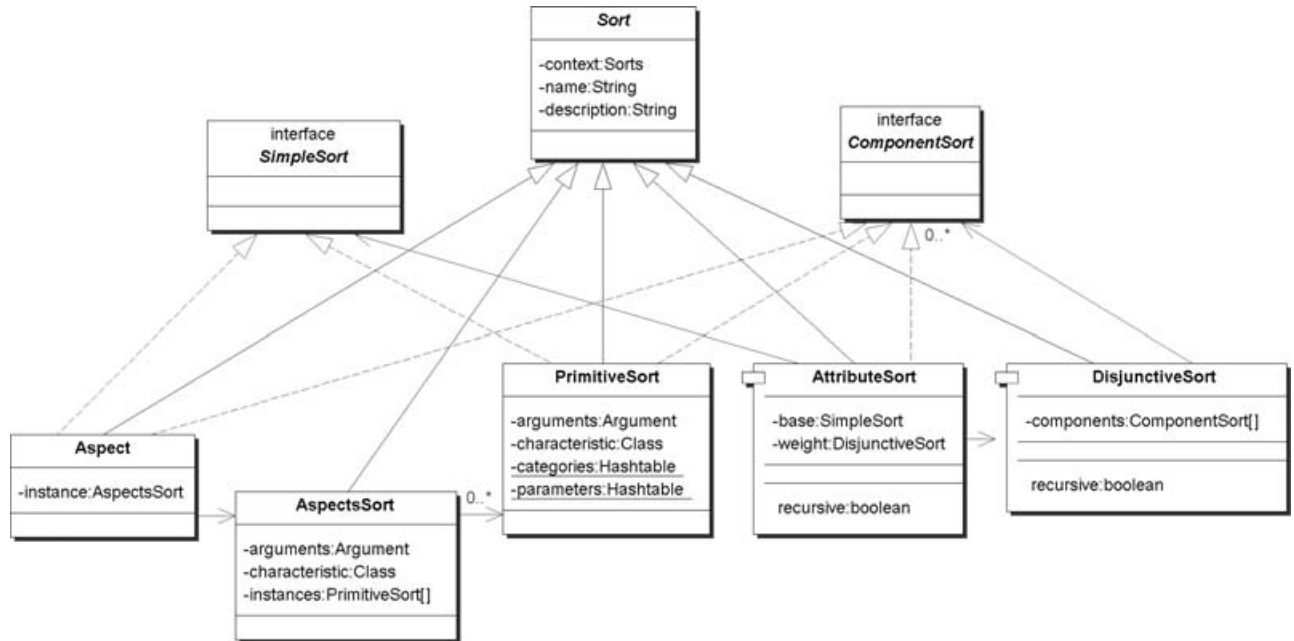 Sort
-context:Sorts
-name:String
-description:String
interface
SimpleSort
interface
ComponentSort
0..*
PrimitiveSort
-arguments:Argument
-characteristic:Class
-categories:Hashtable
-parameters:Hashtable
AttributeSort
-base:SimpleSort
-weight:DisjunctiveSort
recursive:boolean
DisjunctiveSort
-components:ComponentSort[]
recursive:boolean
Aspect
-instance:AspectsSort
AspectsSort
-arguments:Argument
-characteristic:Class
-instances:PrimitiveSort[]
0..*